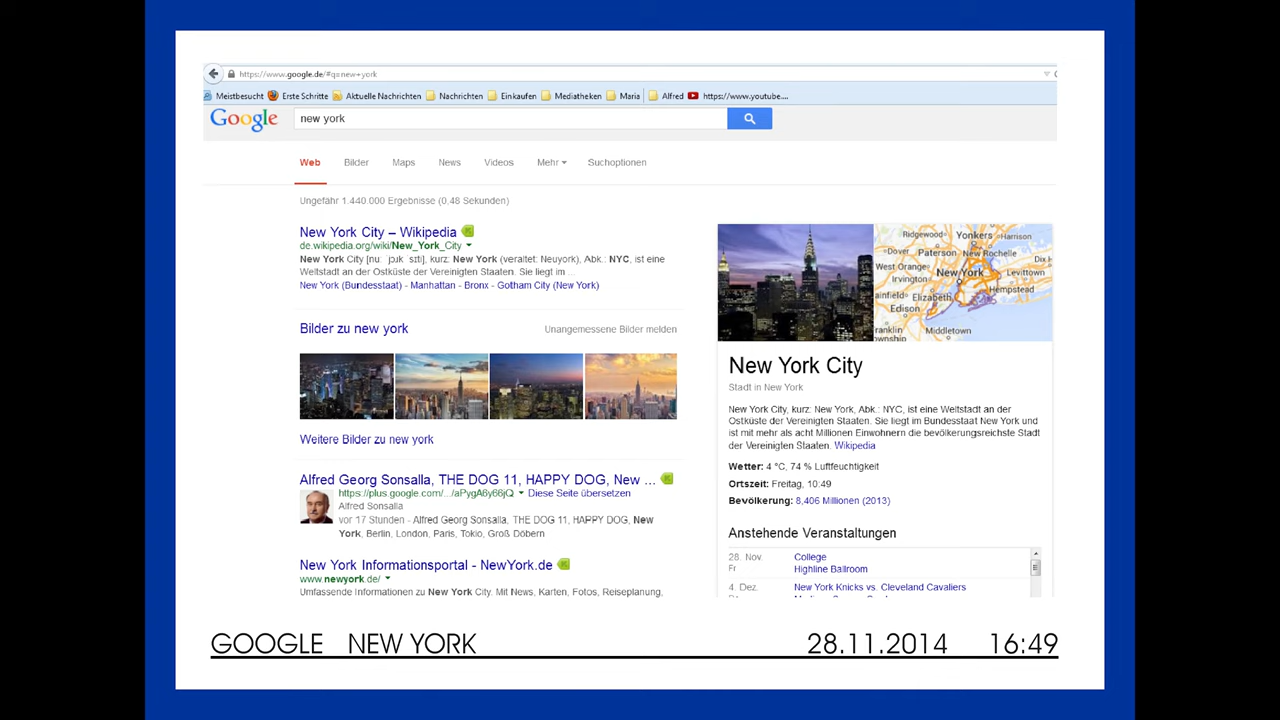 https://www.google.de/#q=new+york
Meistbesucht Erste Schritte Aktuelle Nachrichten Nachrichten Einkaufen Mediatheken Maria Alfred https://www.youtube....
Google new york
Web Bilder Maps News Videos Mehr Suchoptionen
Ungefähr 1.440.000 Ergebnisse (0,48 Sekunden)
New York City – Wikipedia
de.wikipedia.org/wiki/New_York_City
New York City
kurz: New York (veraltet: Neuyork), Abk.: NYC, ist eine
Weltstadt an der Ostküste der Vereinigten Staaten. Sie liegt im ...
New York (Bundesstaat) - Manhattan - Bronx - Gotham City (New York)
Bilder zu new york
Unangemessene Bilder melden
Weitere Bilder zu new york
Alfred Georg Sonsalla, THE DOG 11, HAPPY DOG, New ...
https://plus.google.com/.../aPygA6y66jQ Diese Seite übersetzen
Alfred Sonsalla
vor 17 Stunden - Alfred Georg Sonsalla, THE DOG 11, HAPPY DOG, New
York, Berlin, London, Paris, Tokio, Groß Döbern
New York Informationsportal - NewYork.de
www.newyork.de/
Umfassende Informationen zu New York City. Mit News, Karten, Fotos, Reiseplanung,
Ridgewood Yonkers Harrison
Dover Paterson New Rochelle
West Orange Levittown Dix H
Irvington New York
ainfield Elizabeth Hempstead
Edison
ranklin
wnship Middletown
New York City
Stadt in New York
New York City, kurz: New York, Abk.: NYC, ist eine Weltstadt an der
Ostküste der Vereinigten Staaten. Sie liegt im Bundesstaat New York und
ist mit mehr als acht Millionen Einwohnern die bevölkerungsreichste Stadt
der Vereinigten Staaten. Wikipedia
Wetter: 4 °C, 74 % Luftfeuchtigkeit
Ortszeit: Freitag, 10:49
Bevölkerung: 8,406 Millionen (2013)
Anstehende Veranstaltungen
28. Nov. College
Fr Highline Ballroom
4. Dez. New York Knicks vs. Cleveland Cavaliers
GOOGLE NEW YORK 28.11.2014 16:49